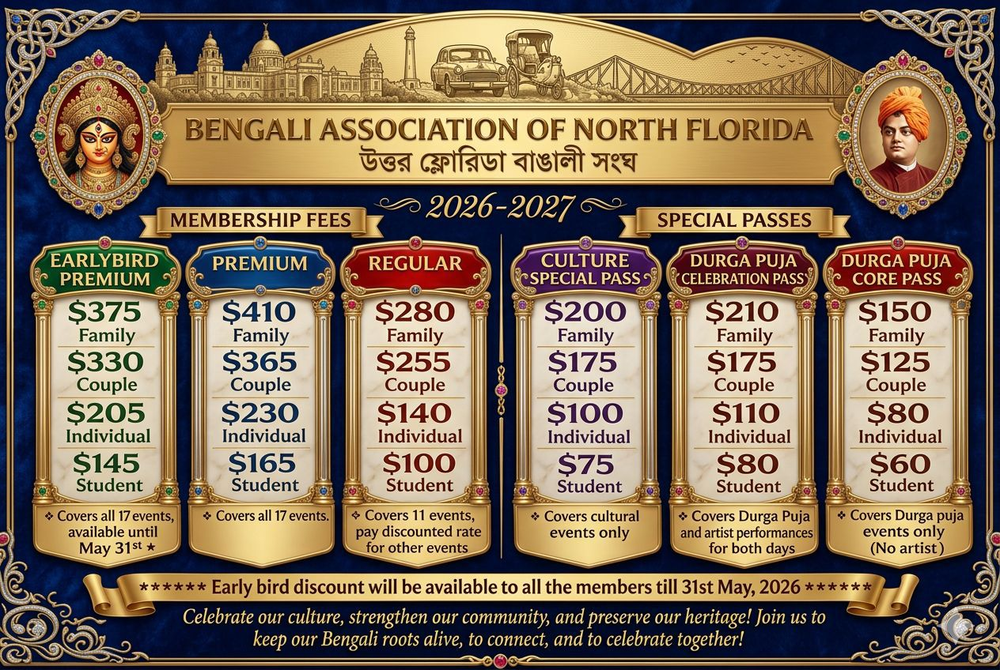 BENGALI ASSOCIATION OF NORTH FLORIDA
উত্তর ফ্লোরিডা বাঙালী সংঘ
2026-2027
MEMBERSHIP FEES
EARLYBIRD
PREMIUM
$375
Family
$330
Couple
$205
Individual
$145
Student
❖ Covers all 17 events,
available until
May 31st ★
PREMIUM
$410
Family
$365
Couple
$230
Individual
$165
Student
❖ Covers all 17 events.
REGULAR
$280
Family
$255
Couple
$140
Individual
$100
Student
❖ Covers 11 events,
pay discounted rate
for other events
SPECIAL PASSES
CULTURE
SPECIAL PASS
$200
Family
$175
Couple
$100
Individual
$75
Student
❖ Covers cultural
events only
DURGA PUJA
CELEBRATION PASS
$210
Family
$175
Couple
$110
Individual
$80
Student
❖ Covers Durga Puja
and artist performances
for both days
DURGA PUJA
CORE PASS
$150
Family
$125
Couple
$80
Individual
$60
Student
❖ Covers Durga puja
events only
(No artist)
★★★★★★ Early bird discount will be available to all the members till 31st May, 2026 ★★★★★★
Celebrate our culture, strengthen our community, and preserve our heritage! Join us to
keep our Bengali roots alive, to connect, and to celebrate together!